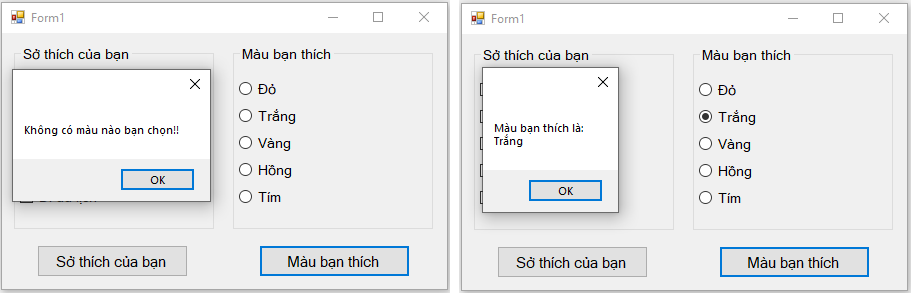 Form1
Sở thích của bạn
Màu bạn thích
Không có màu nào bạn chọn!!
OK
Đỏ
Trắng
Vàng
Hồng
Tím
Sở thích của bạn
Màu bạn thích
Form1
Sở thích của bạn
Màu bạn thích
Màu bạn thích là:
Trắng
OK
Đỏ
Trắng
Vàng
Hồng
Tím
Sở thích của bạn
Màu bạn thích